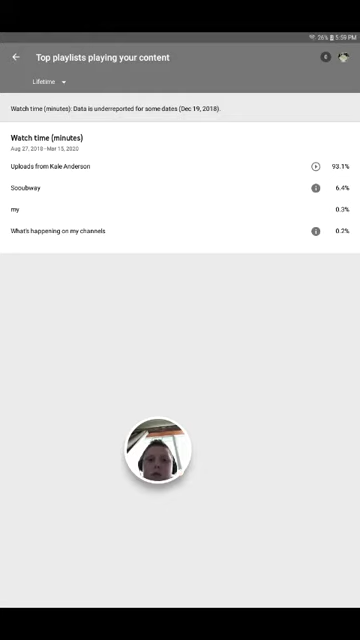 26% 5:59 PM
Top playlists playing your content
Lifetime
Watch time (minutes): Data is underreported for some dates (Dec 19, 2018).
Watch time (minutes)
Aug 27, 2018 - Mar 15, 2020
Uploads from Kale Anderson 93.1%
Sooubway 6.4%
my 0.3%
What's happening on my channels 0.2%